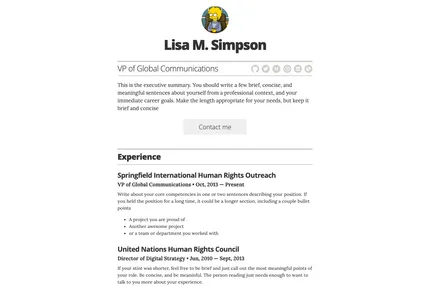 Lisa M. Simpson
VP of Global Communications
This is the executive summary. You should write a few brief, concise, and
meaningful sentences about yourself from a professional context, and your
immediate career goals. Make the length appropriate for your needs, but keep it
brief and concise
Contact me
Experience
Springfield International Human Rights Outreach
VP of Global Communications • Oct, 2013 — Present
Write about your core competencies in one or two sentences describing your position. If
you held the position for a long time, it could be a longer section, including a couple bullet
points
• A project you are proud of
• Another awesome project
• or a team or department you worked with
United Nations Human Rights Council
Director of Digital Strategy • Jun, 2010 — Sept, 2013
If your stint was shorter, feel free to be brief and just call out the most meaningful points of
your role. Be concise, and be meaningful. The person reading just needs enough to want to
talk to you more about your experience.